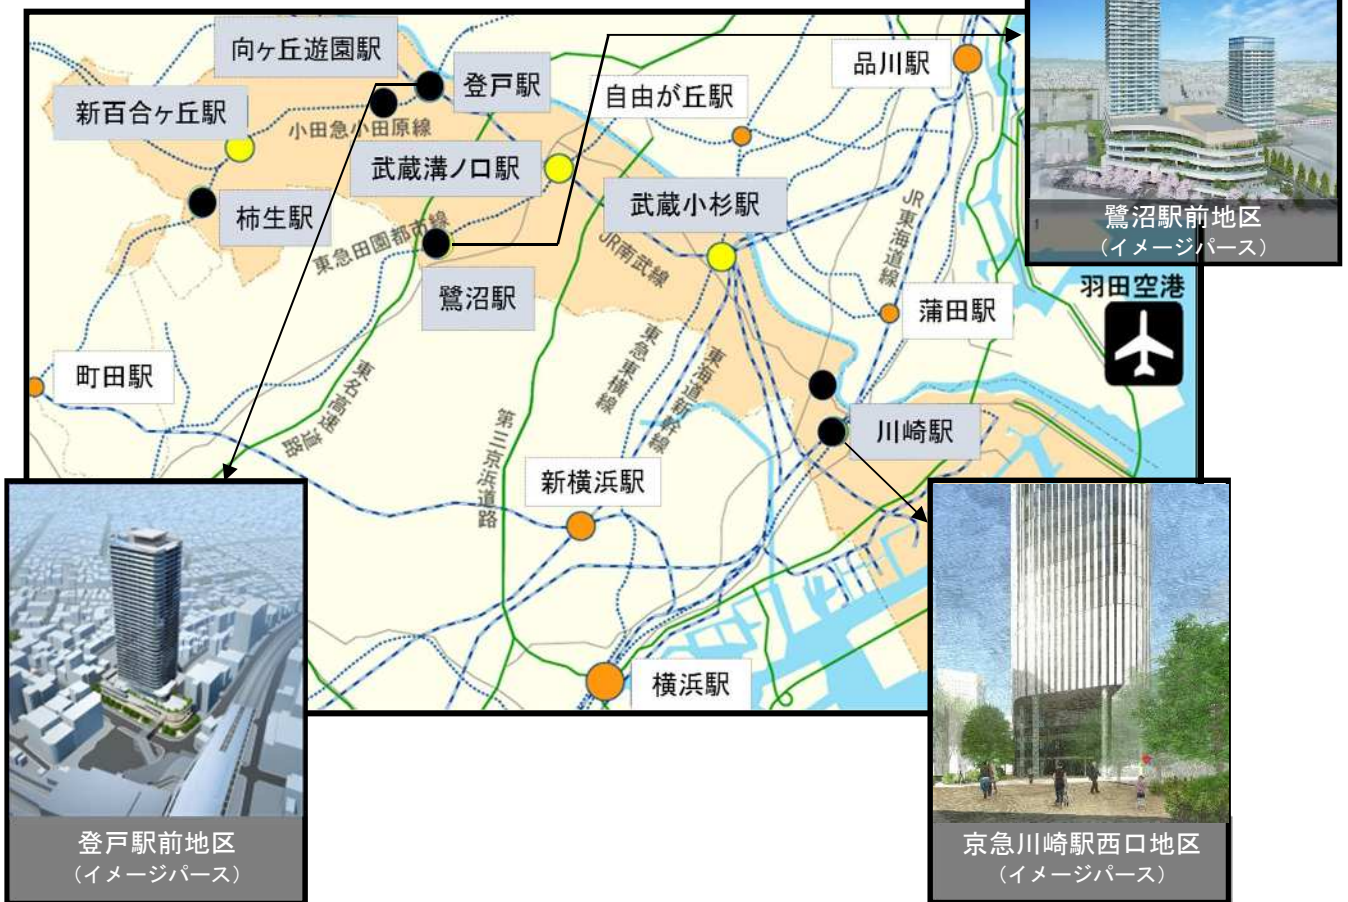 向ヶ丘遊園駅
登戸駅
品川駅
自由が丘駅
新百合ヶ丘駅
小田急小田原線
武蔵溝ノ口駅
武蔵小杉駅
柿生駅
東急田園都市線
JR南武線
JR東海道線
鷺沼駅
鷺沼駅前地区
（イメージパース）
羽田空港
蒲田駅
町田駅
東名高速道路
第三京浜道路
東急東横線
東海道新幹線
川崎駅
新横浜駅
横浜駅
登戸駅前地区
（イメージパース）
京急川崎駅西口地区
（イメージパース）